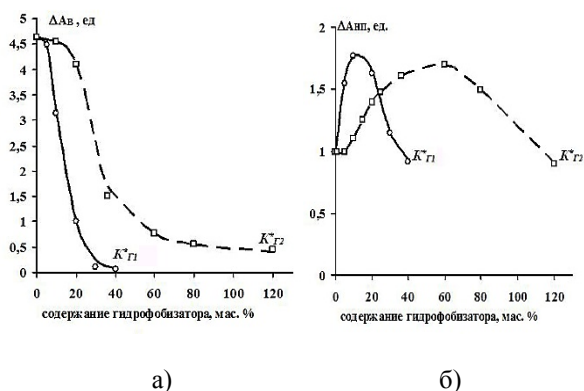 ΔАв , ед
5
4,5
4
3,5
3
2,5
2
1,5
1
0,5
0
0 20 40 60 80 100 120
K*Г1
K*Г2
содержание гидрофобизатора, мас. %
а)
ΔАнп, ед.
2
1,5
1
0,5
0
0 20 40 60 80 100 120
K*Г1
K*Г2
содержание гидрофобизатора, мас. %
б)